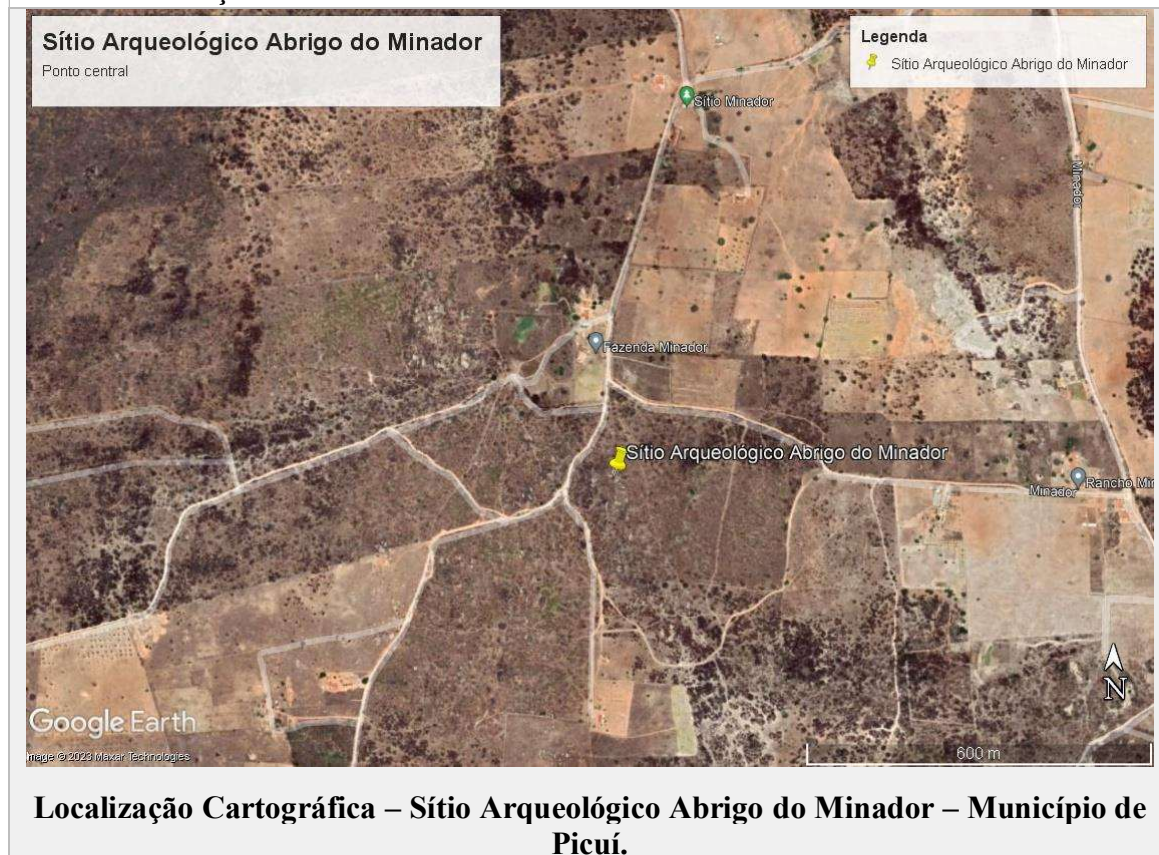 Sítio Arqueológico Abrigo do Minador
Ponto central
Legenda
Sítio Arqueológico Abrigo do Minador
Sítio Minador
Minador
Fazenda Minador
Sítio Arqueológico Abrigo do Minador
Minador
Rancho Min
Google Earth
Image © 2023 Maxar Technologies
N
600 m
Localização Cartográfica – Sítio Arqueológico Abrigo do Minador – Município de
Picuí.